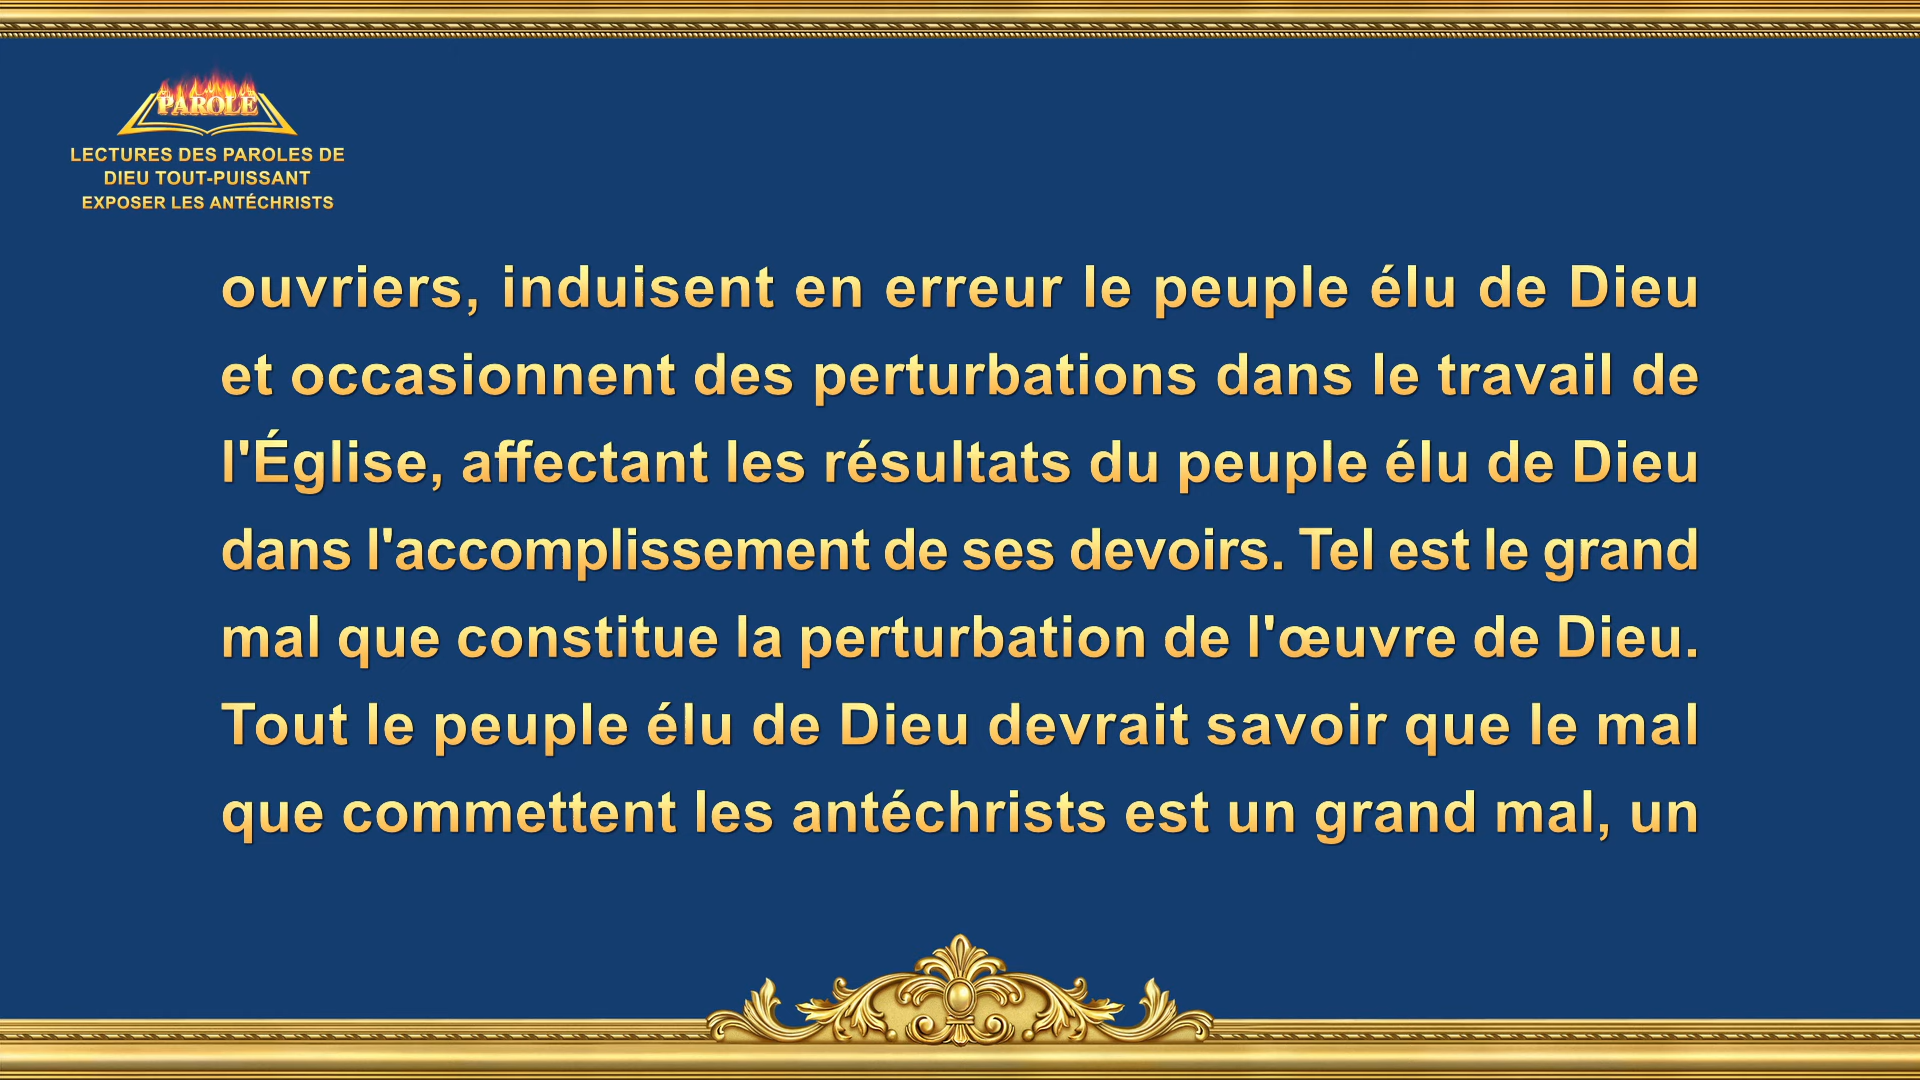 PAROLE
LECTURES DES PAROLES DE
DIEU TOUT-PUISSANT
EXPOSER LES ANTÉCHRISTS
ouvriers, induisent en erreur le peuple élu de Dieu
et occasionnent des perturbations dans le travail de
l'Église, affectant les résultats du peuple élu de Dieu
dans l'accomplissement de ses devoirs. Tel est le grand
mal que constitue la perturbation de l'œuvre de Dieu.
Tout le peuple élu de Dieu devrait savoir que le mal
que commettent les antéchrists est un grand mal, un